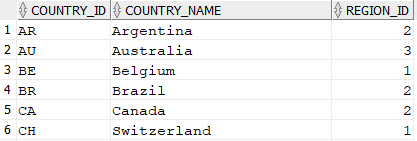 COUNTRY_ID COUNTRY_NAME REGION_ID
1 AR Argentina 2
2 AU Australia 3
3 BE Belgium 1
4 BR Brazil 2
5 CA Canada 2
6 CH Switzerland 1